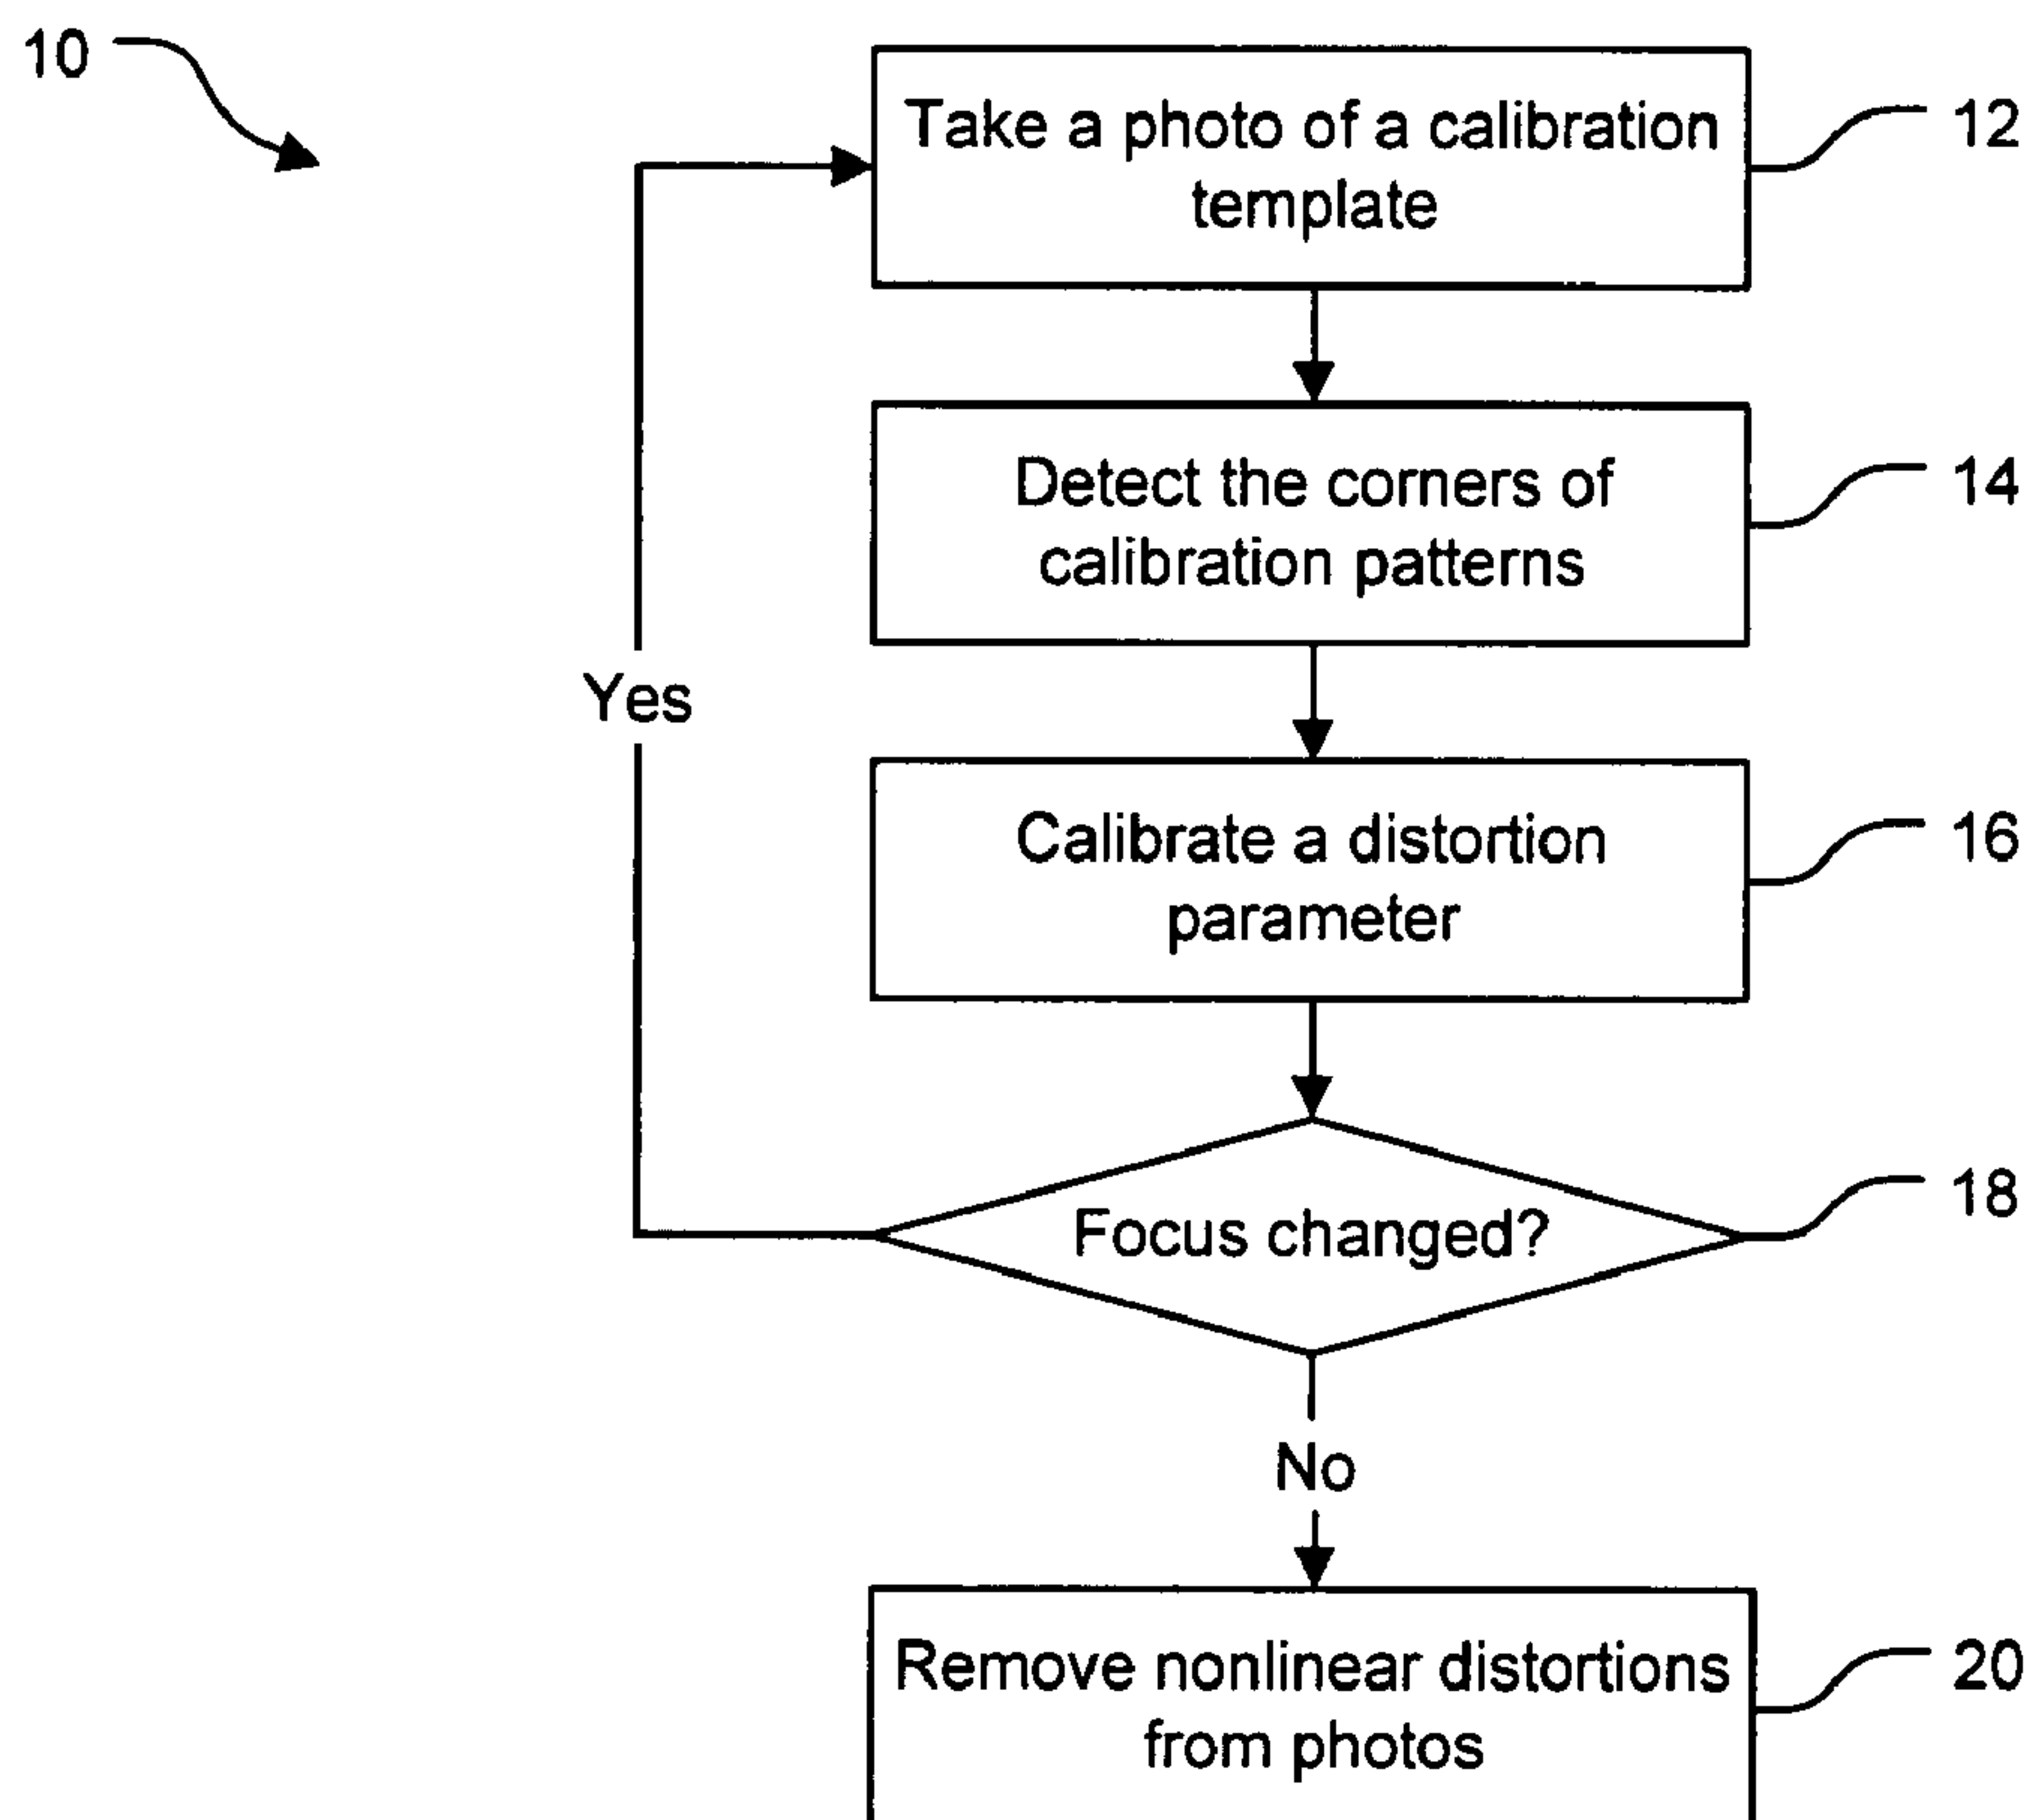 10
Take a photo of a calibration
template
12
Detect the corners of
calibration patterns
14
Yes
Calibrate a distortion
parameter
16
Focus changed?
18
No
Remove nonlinear distortions
from photos
20